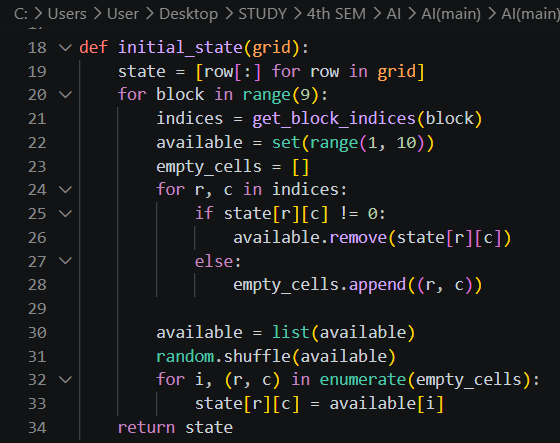 C: > Users > User > Desktop > STUDY > 4th SEM > AI > AI(main) > AI(main)
18 def initial_state(grid):
19     state = [row[:] for row in grid]
20     for block in range(9):
21         indices = get_block_indices(block)
22         available = set(range(1, 10))
23         empty_cells = []
24         for r, c in indices:
25             if state[r][c] != 0:
26                 available.remove(state[r][c])
27             else:
28                 empty_cells.append((r, c))
29
30         available = list(available)
31         random.shuffle(available)
32         for i, (r, c) in enumerate(empty_cells):
33             state[r][c] = available[i]
34     return state